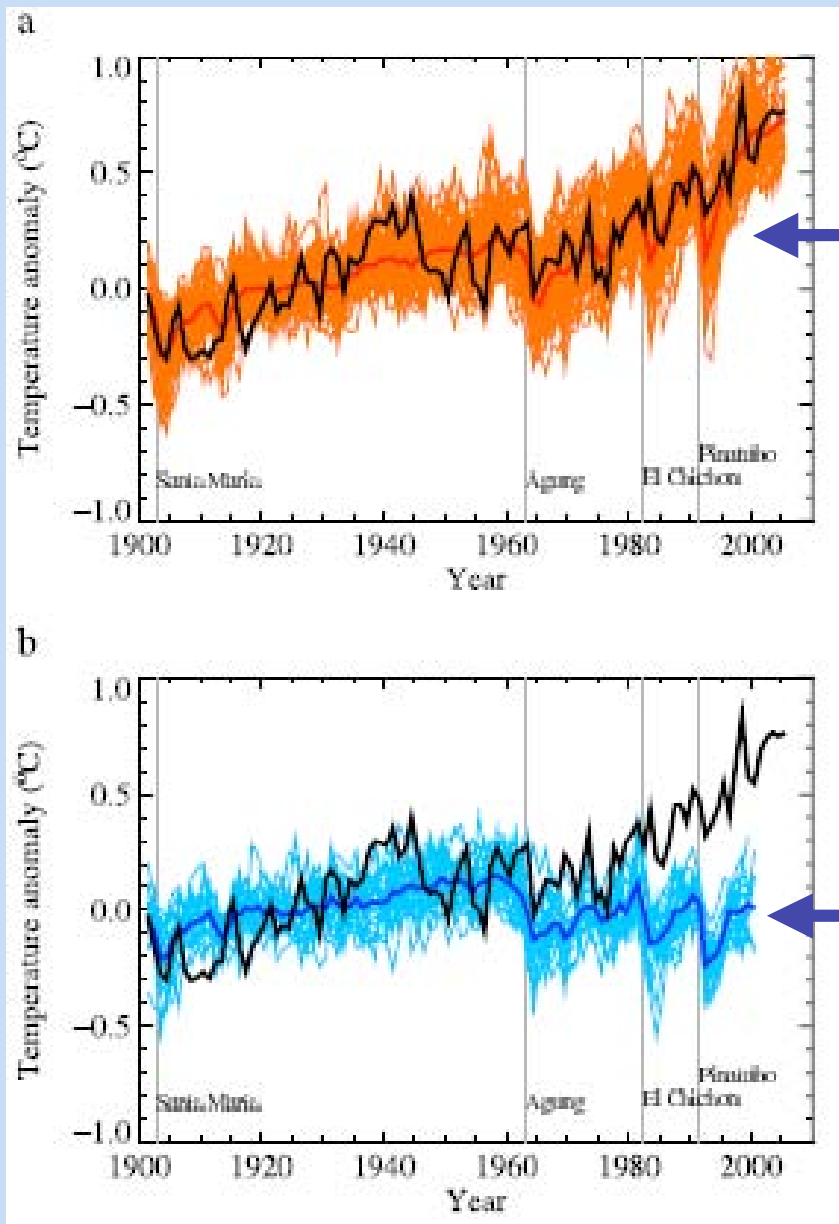 a
Temperature anomaly (°C)
1.0
0.5
0.0
−0.5
−1.0
Santa Maria
Agung
El Chichon
Pinatubo
1900 1920 1940 1960 1980 2000
Year
b
Temperature anomaly (°C)
1.0
0.5
0.0
−0.5
−1.0
Santa Maria
Agung
El Chichon
Pinatubo
1900 1920 1940 1960 1980 2000
Year